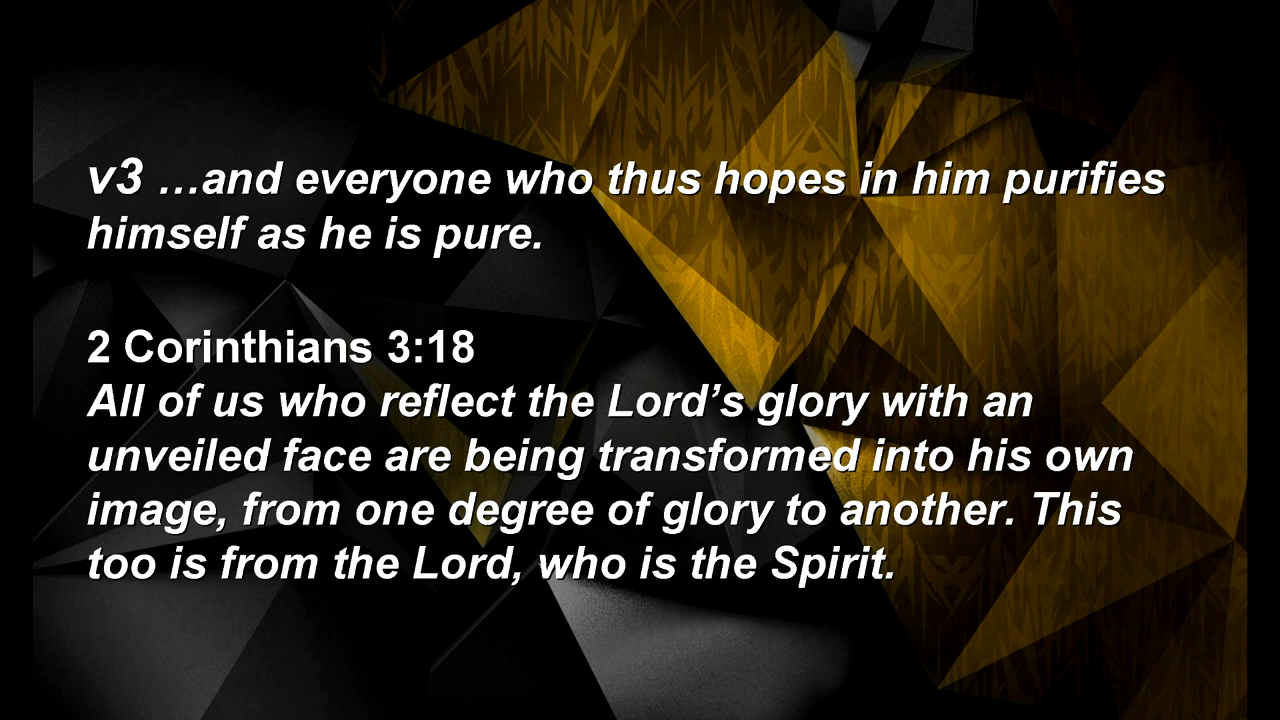 v3 …and everyone who thus hopes in him purifies
himself as he is pure.
2 Corinthians 3:18
All of us who reflect the Lord’s glory with an
unveiled face are being transformed into his own
image, from one degree of glory to another. This
too is from the Lord, who is the Spirit.